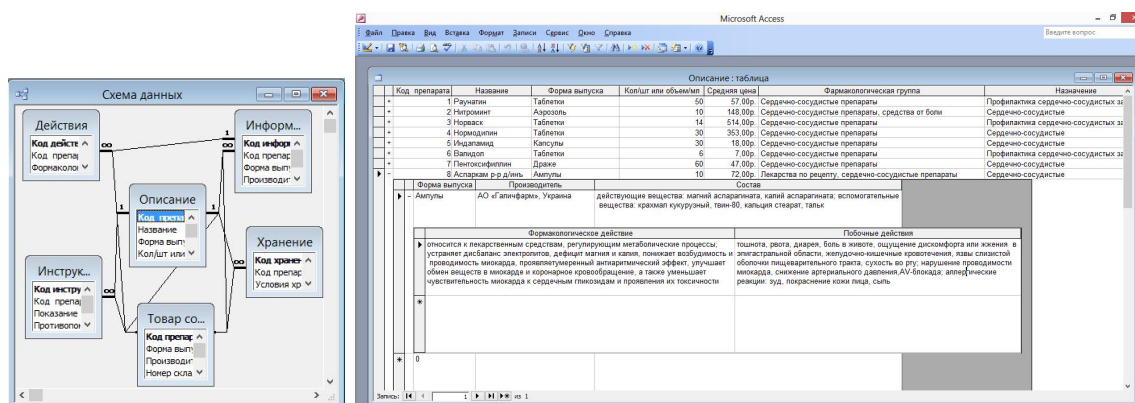 Схема данных
Действия
Код действ
Код препар
Фармаколог
Информ...
Код информ
Код препар
Форма выпу
Производит
Описание
Код препа
Название
Форма выпу
Кол/шт или
Хранение
Код хранен
Код препар
Условия хр
Инструк...
Код инстру
Код препа
Показание
Противопок
Товар со...
Код препар
Форма выпу
Производит
Номер скла
Microsoft Access
Файл Правка Вид Вставка Формат Записи Сервис Окно Справка
Введите вопрос
Описание : таблица
Код препарата Название Форма выпуска Кол/шт или объем/мл Средняя цена Фармакологическая группа Назначение
+ 1 Раунатин Таблетки 50 57,00р. Сердечно-сосудистые препараты Профилактика сердечно-сосудистых за
+ 2 Нитроминт Аэрозоль 10 148,00р. Сердечно-сосудистые препараты, средства от боли Сердечно-сосудистые
+ 3 Норваск Таблетки 14 514,00р. Сердечно-сосудистые препараты Профилактика сердечно-сосудистых за
+ 4 Нормодипин Таблетки 30 353,00р. Сердечно-сосудистые препараты Сердечно-сосудистые
+ 5 Индапамид Капсулы 30 18,00р. Сердечно-сосудистые препараты Сердечно-сосудистые
+ 6 Валидол Таблетки 6 7,00р. Сердечно-сосудистые препараты Профилактика сердечно-сосудистых за
+ 7 Пентоксифиллин Драже 60 47,00р. Сердечно-сосудистые препараты Сердечно-сосудистые
- 8 Аспаркам р-р д/инъ Ампулы 10 72,00р. Лекарства по рецепту, сердечно-сосудистые препараты Сердечно-сосудистые
Форма выпуска Производитель Состав
- Ампулы АО «Галичфарм», Украина действующие вещества: магний аспарагината, калий аспарагината; вспомогательные
вещества: крахмал кукурузный, твин-80, кальция стеарат, тальк
Формакологическое действие Побочные действия
относится к лекарственным средствам, регулирующим метаболические процессы; тошнота, рвота, диарея, боль в животе, ощущение дискомфорта или жжения в
устраняет дисбаланс электролитов, дефицит магния и калия, понижает возбудимость и эпигастральной области, желудочно-кишечные кровотечения, язвы слизистой
проводимость миокарда, проявляетумеренный антиаритмический эффект, улучшает оболочки пищеварительного тракта, сухость во рту; нарушение проводимости
обмен веществ в миокарде и коронарное кровообращение, а также уменьшает миокарда, снижение артериального давления,AV-блокада; аллергические
чувствительность миокарда к сердечным гликозидам и проявления их токсичности реакции: зуд, покраснение кожи лица, сыпь
0
Запись: 1 из 1